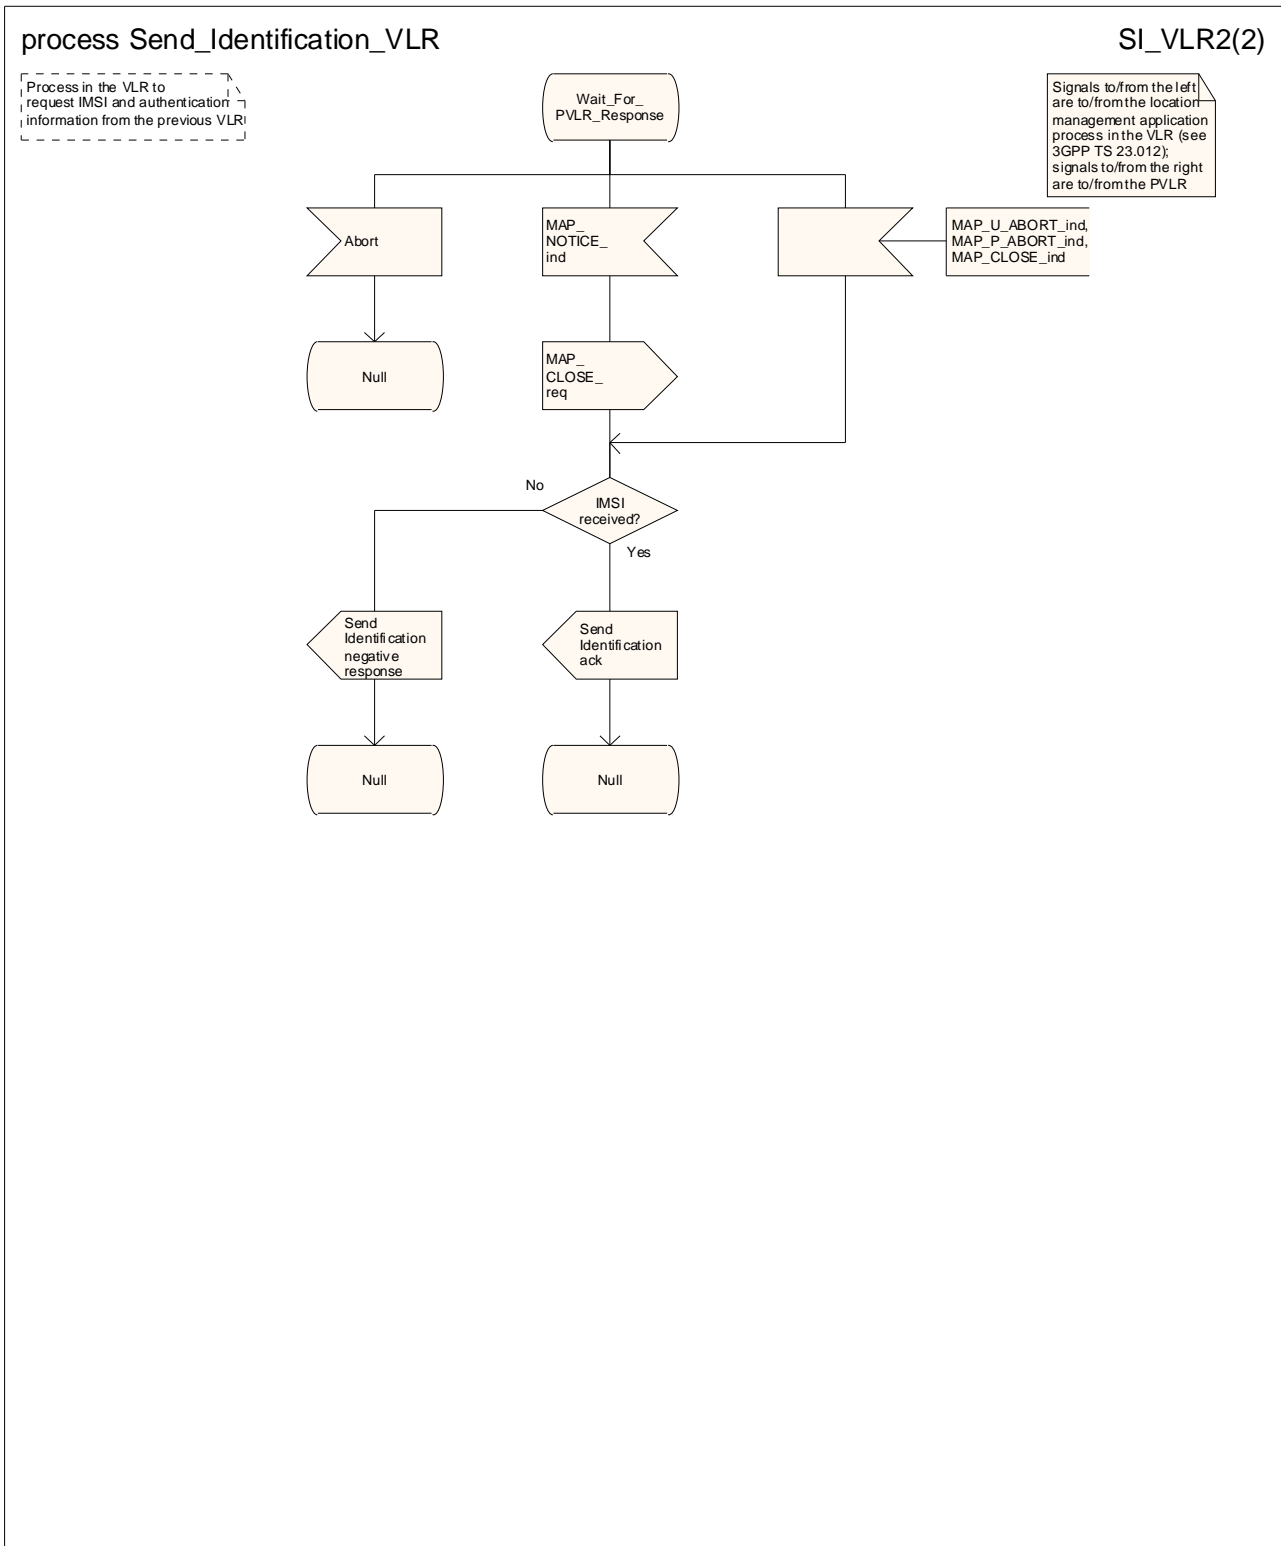 process Send_Identification_VLR
SI_VLR2(2)
Process in the VLR to
request IMSI and authentication
information from the previous VLR
Wait_For_
PVLR_Response
Signals to/from the left
are to/from the location
management application
process in the VLR (see
3GPP TS 23.012);
signals to/from the right
are to/from the PVLR
Abort
MAP_
NOTICE_
ind
MAP_U_ABORT_ind,
MAP_P_ABORT_ind,
MAP_CLOSE_ind
Null
MAP_
CLOSE_
req
No
IMSI
received?
Yes
Send
Identification
negative
response
Send
Identification
ack
Null
Null